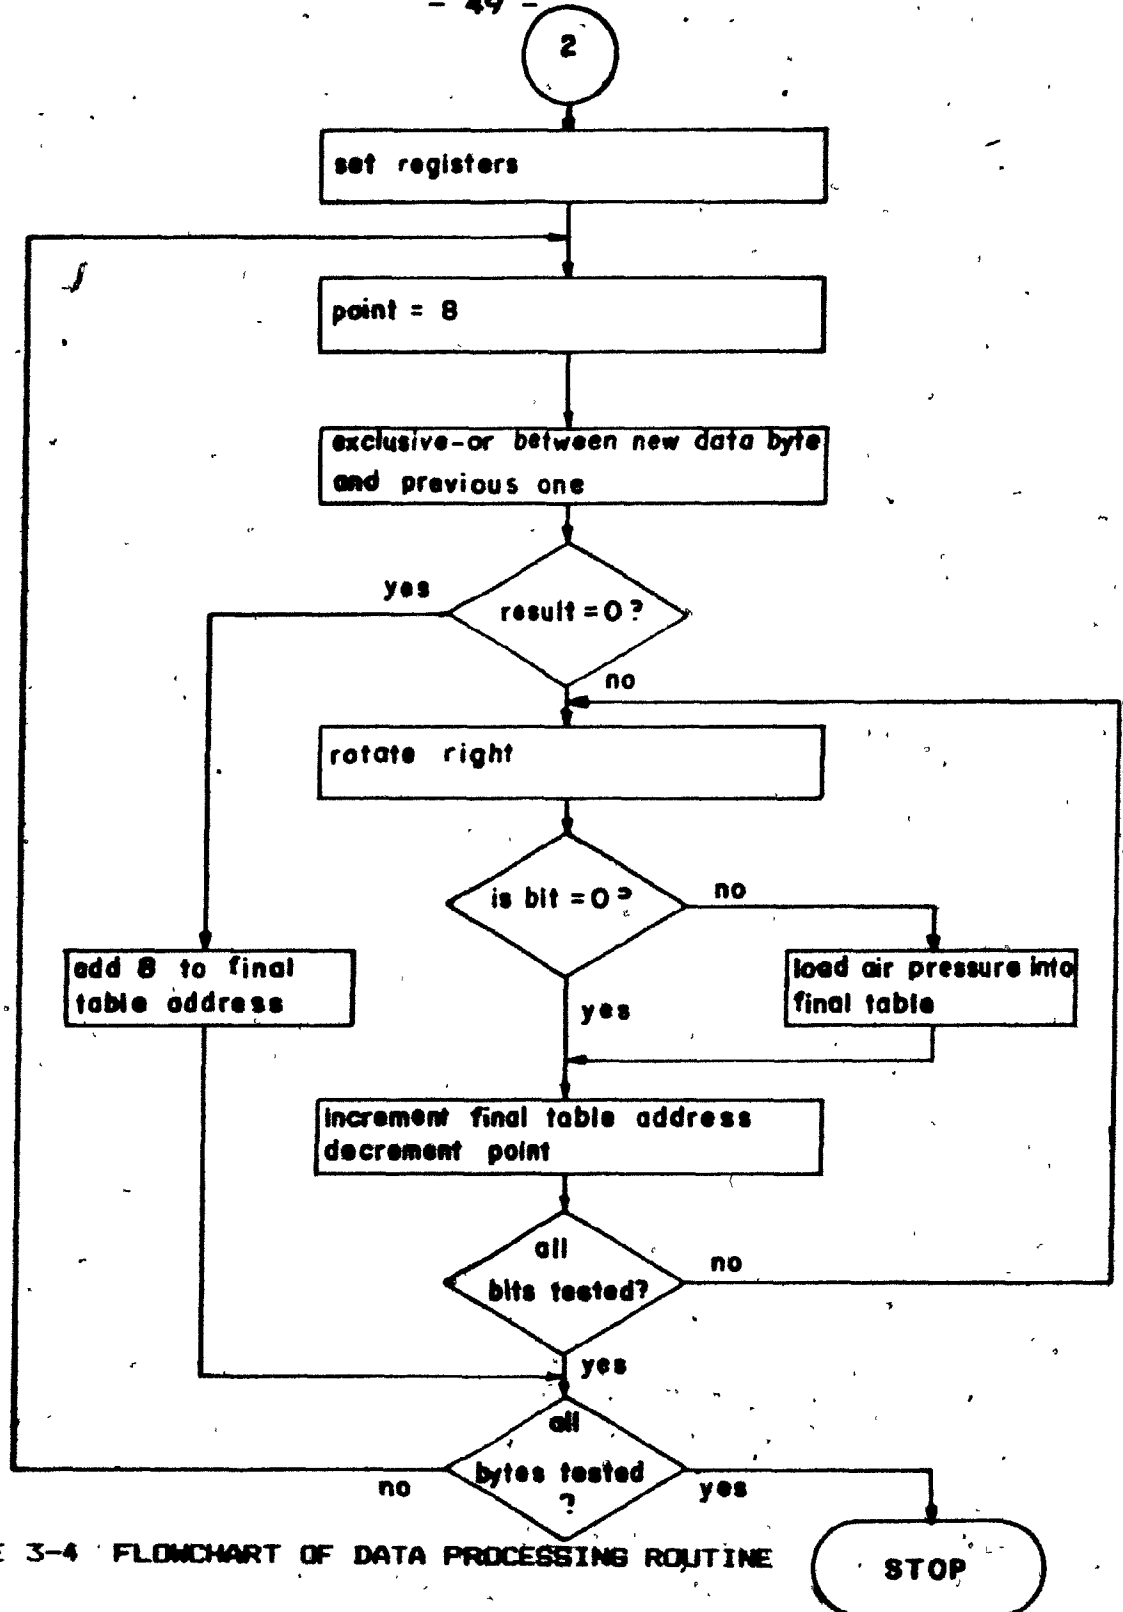 - 49 -
2
set registers
point = 8
exclusive-or between new data byte
and previous one
yes
result = 0 ?
no
rotate right
is bit = 0 ?
no
add 8 to final
table address
load air pressure into
final table
yes
increment final table address
decrement point
all
bits tested?
no
yes
all
bytes tested
?
no
yes
3-4 FLOWCHART OF DATA PROCESSING ROUTINE
STOP